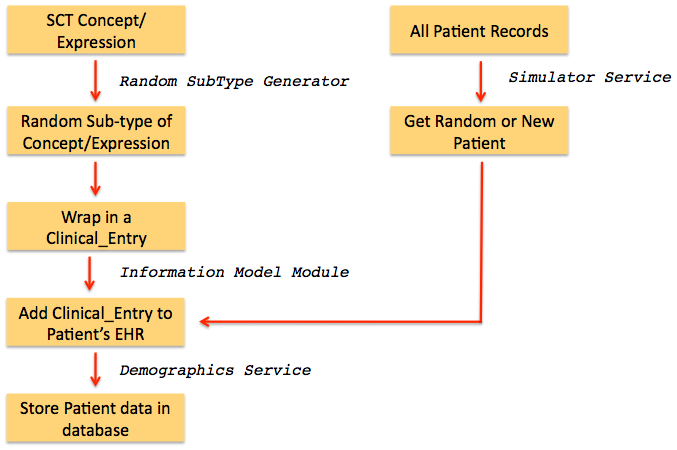 SCT Concept/
Expression
All Patient Records
Random SubType Generator
Simulator Service
Random Sub-type of
Concept/Expression
Get Random or New
Patient
Wrap in a
Clinical_Entry
Information Model Module
Add Clinical_Entry to
Patient’s EHR
Demographics Service
Store Patient data in
database